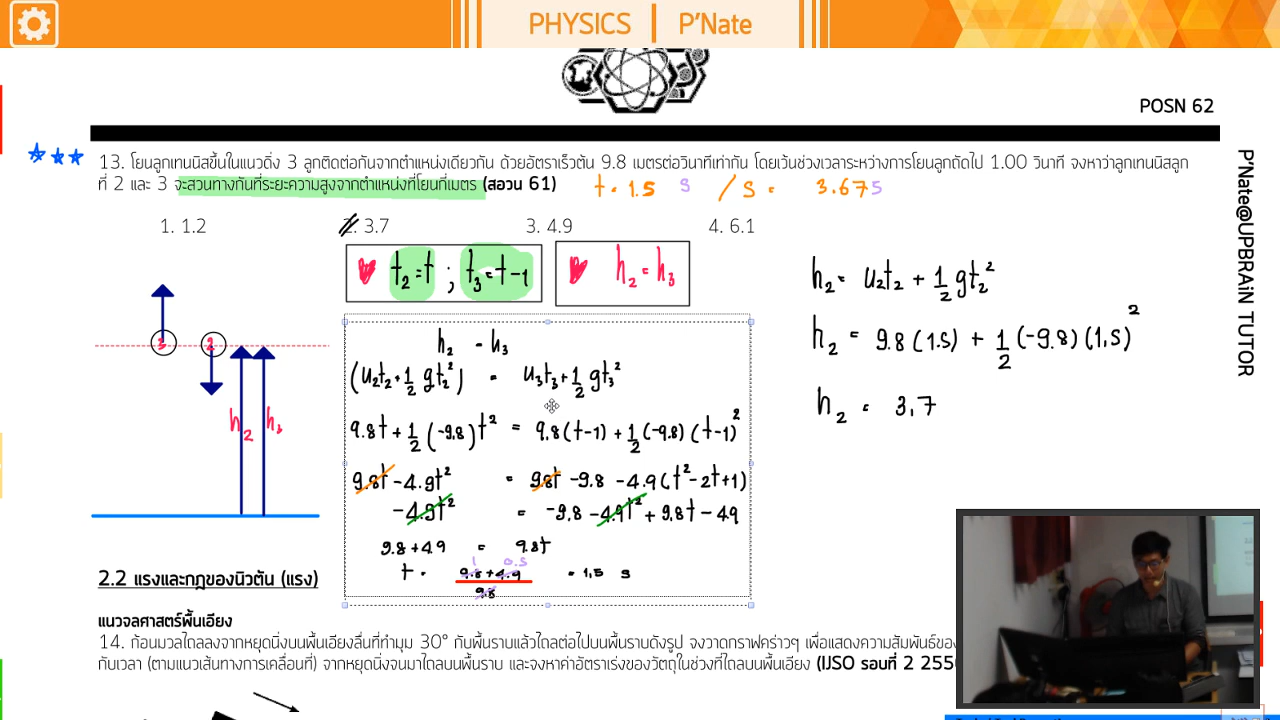 PHYSICS | P'Nate
POSN 62
P'Nate@UPBRAiN TUTOR
13. โยนลูกเทนนิสขึ้นในแนวดิ่ง 3 ลูกติดต่อกันจากตำแหน่งเดียวกัน ด้วยอัตราเร็วต้น 9.8 เมตรต่อวินาทีเท่ากัน โดยเว้นช่วงเวลาระหว่างการโยนลูกถัดไป 1.00 วินาที จงหาว่าลูกเทนนิสลูก
ที่ 2 และ 3 จะสวนทางกันที่ระยะความสูงจากตำแหน่งที่โยนกี่เมตร (สอวน 61)
t = 1.5 s / s = 3.675
1. 1.2
2. 3.7
3. 4.9
4. 6.1
t₂ = t ; t₃ = t - 1
h₂ = h₃
3
2
h₂
h₃
h₂ = h₃
(u₂t₂ + 1/2 gt₂²) = u₃t₃ + 1/2 gt₃²
9.8t + 1/2 (-9.8)t² = 9.8(t-1) + 1/2 (-9.8)(t-1)²
9.8t - 4.9t² = 9.8t - 9.8 - 4.9(t² - 2t + 1)
-4.9t² = -9.8 - 4.9t² + 9.8t - 4.9
9.8 + 4.9 = 9.8t
1 0.5
t = 9.8 + 4.9 / 9.8 = 1.5 s
h₂ = u₂t₂ + 1/2 gt₂²
h₂ = 9.8(1.5) + 1/2 (-9.8)(1.5)²
h₂ = 3.7
2.2 แรงและกฎของนิวตัน (แรง)
แนวจลศาสตร์พื้นเอียง
14. ก้อนมวลไถลลงจากหยุดนิ่งบนพื้นเอียงลื่นที่ทำมุม 30° กับพื้นราบแล้วไถลต่อไปบนพื้นราบดังรูป จงวาดกราฟคร่าวๆ เพื่อแสดงความสัมพันธ์ของ
กับเวลา (ตามแนวเส้นทางการเคลื่อนที่) จากหยุดนิ่งจนมาไถลบนพื้นราบ และจงหาค่าอัตราเร่งของวัตถุในช่วงที่ไถลบนพื้นเอียง (IJSO รอบที่ 2 255